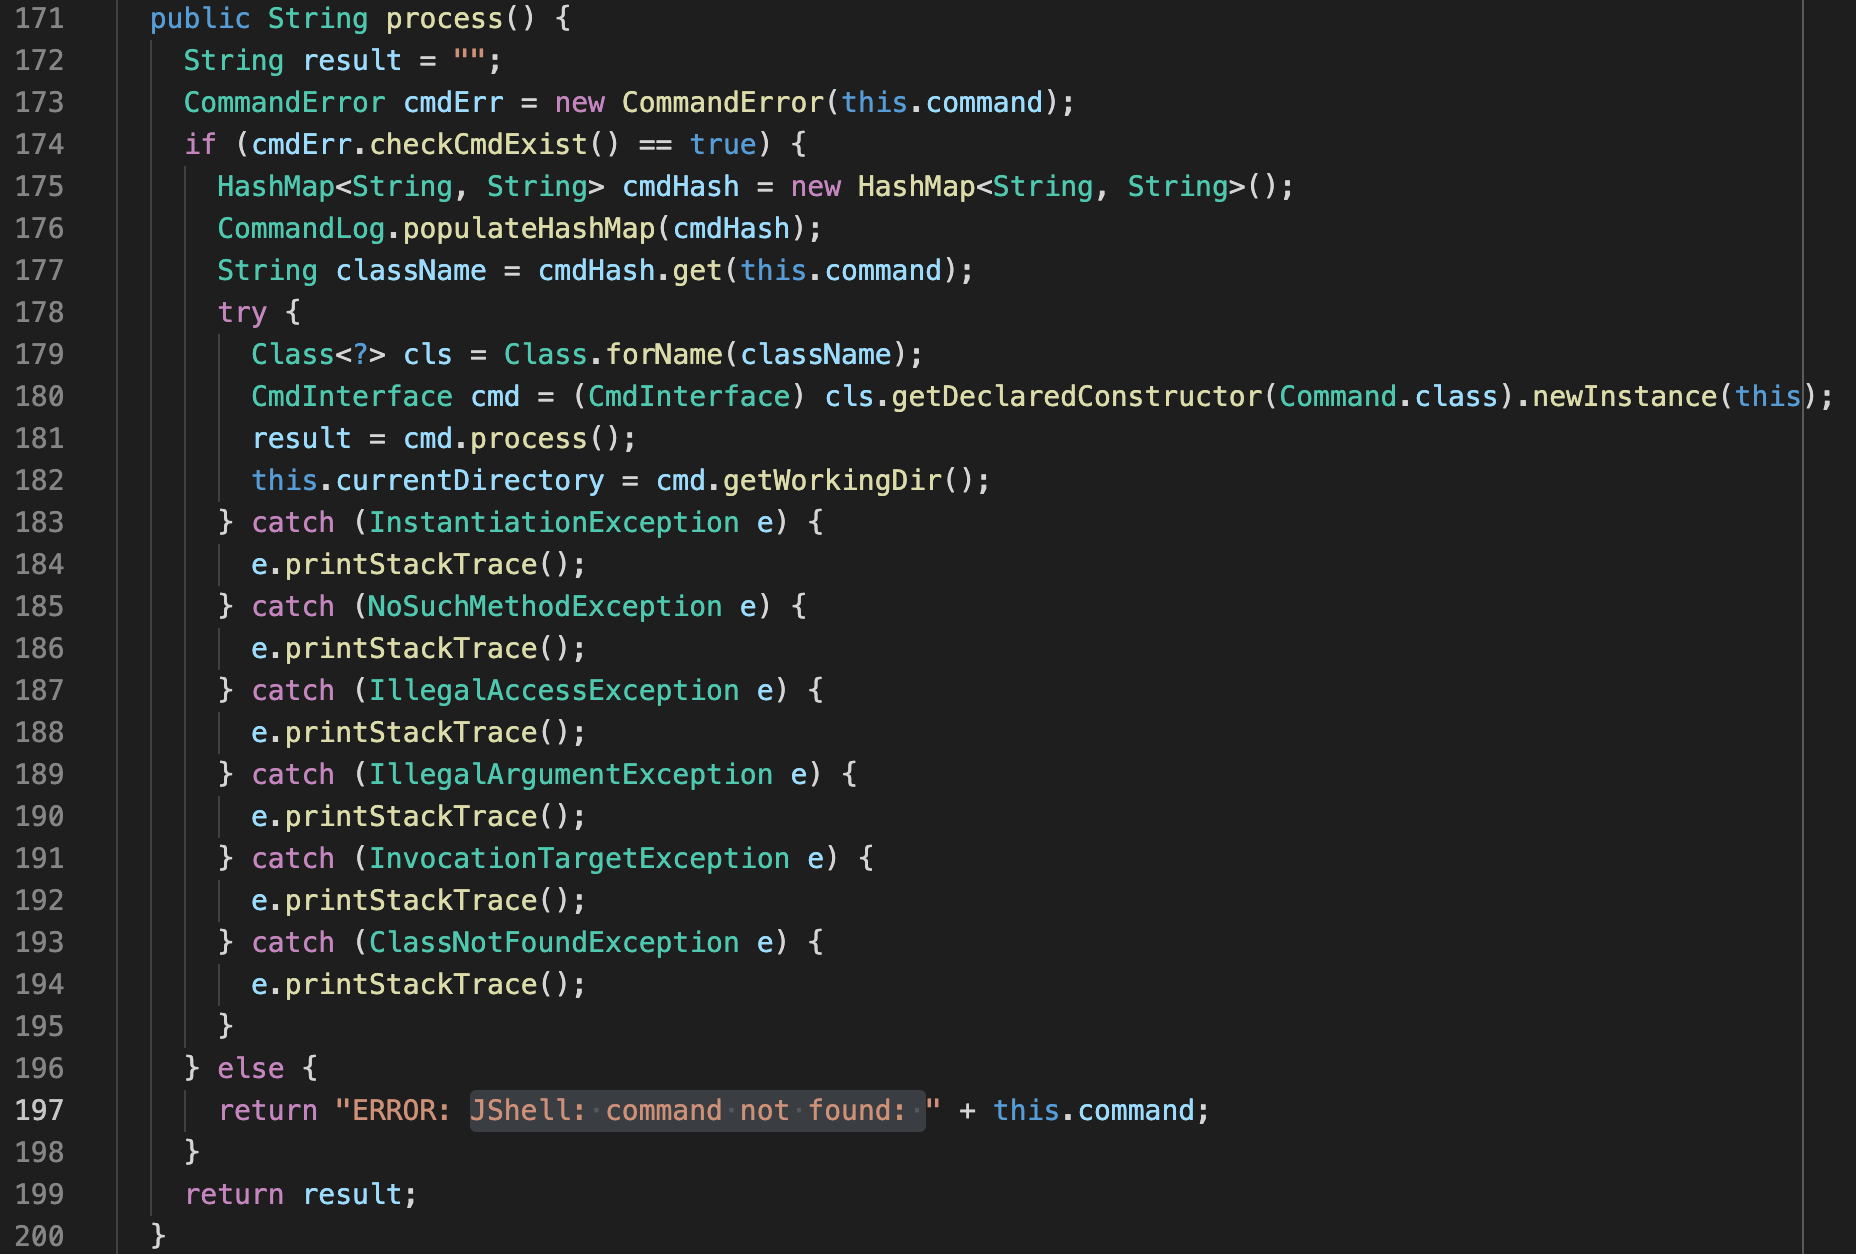 171 public String process() {
172 String result = "";
173 CommandError cmdErr = new CommandError(this.command);
174 if (cmdErr.checkCmdExist() == true) {
175 HashMap<String, String> cmdHash = new HashMap<String, String>();
176 CommandLog.populateHashMap(cmdHash);
177 String className = cmdHash.get(this.command);
178 try {
179 Class<?> cls = Class.forName(className);
180 CmdInterface cmd = (CmdInterface) cls.getDeclaredConstructor(Command.class).newInstance(this);
181 result = cmd.process();
182 this.currentDirectory = cmd.getWorkingDir();
183 } catch (InstantiationException e) {
184 e.printStackTrace();
185 } catch (NoSuchMethodException e) {
186 e.printStackTrace();
187 } catch (IllegalAccessException e) {
188 e.printStackTrace();
189 } catch (IllegalArgumentException e) {
190 e.printStackTrace();
191 } catch (InvocationTargetException e) {
192 e.printStackTrace();
193 } catch (ClassNotFoundException e) {
194 e.printStackTrace();
195 }
196 } else {
197 return "ERROR: JShell: command not found: " + this.command;
198 }
199 return result;
200 }